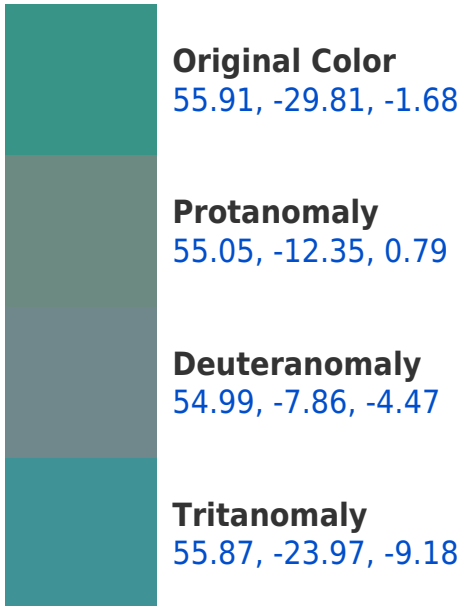 Original Color
55.91, -29.81, -1.68
Protanomaly
55.05, -12.35, 0.79
Deuteranomaly
54.99, -7.86, -4.47
Tritanomaly
55.87, -23.97, -9.18